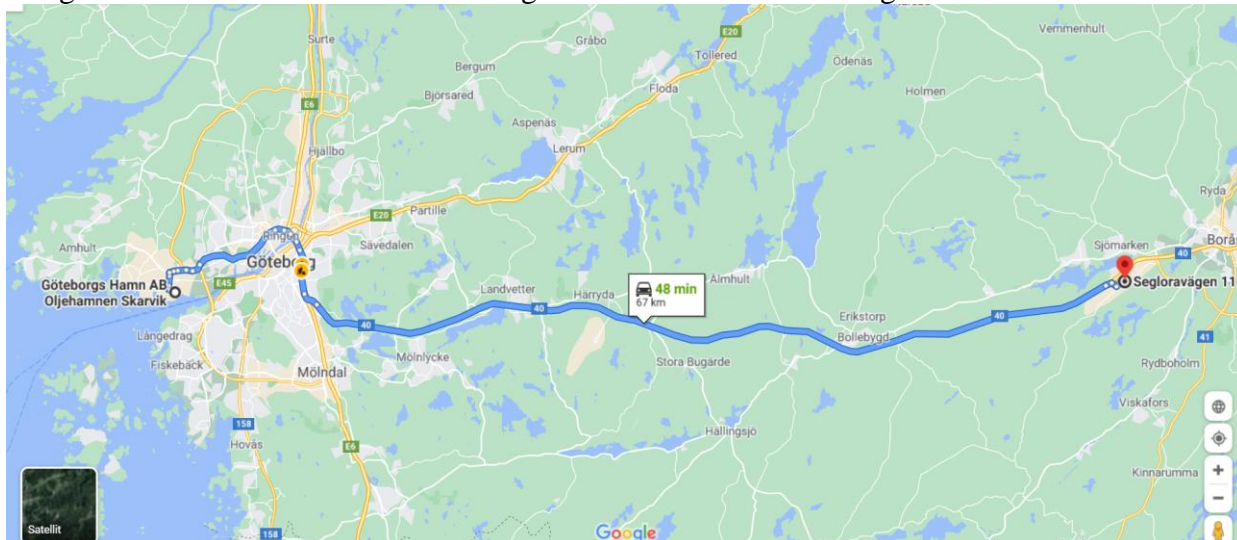 Surte
E6
Gråbo
E20
Tollered
Vemmenhult
Ödenäs
Bergum
Björsared
Floda
Holmen
Aspenäs
Hjällbo
Lerum
E20
Partille
Ryda
Amhult
Ringön
Sävedalen
Sjömarken
Borås
40
Göteborg
Göteborgs Hamn AB
Oljehamnen Skarvik
E45
Landvetter
40
Härryda
48 min
67 km
Älmhult
Segloravägen 11
Erikstorp
Bollebygd
40
40
Långedrag
Fiskebäck
Mölnlycke
Mölndal
Stora Bugärde
41
Rydboholm
Viskafors
158
Hovås
E6
Hällingsjö
Kinnarumma
Satellit
158
Google